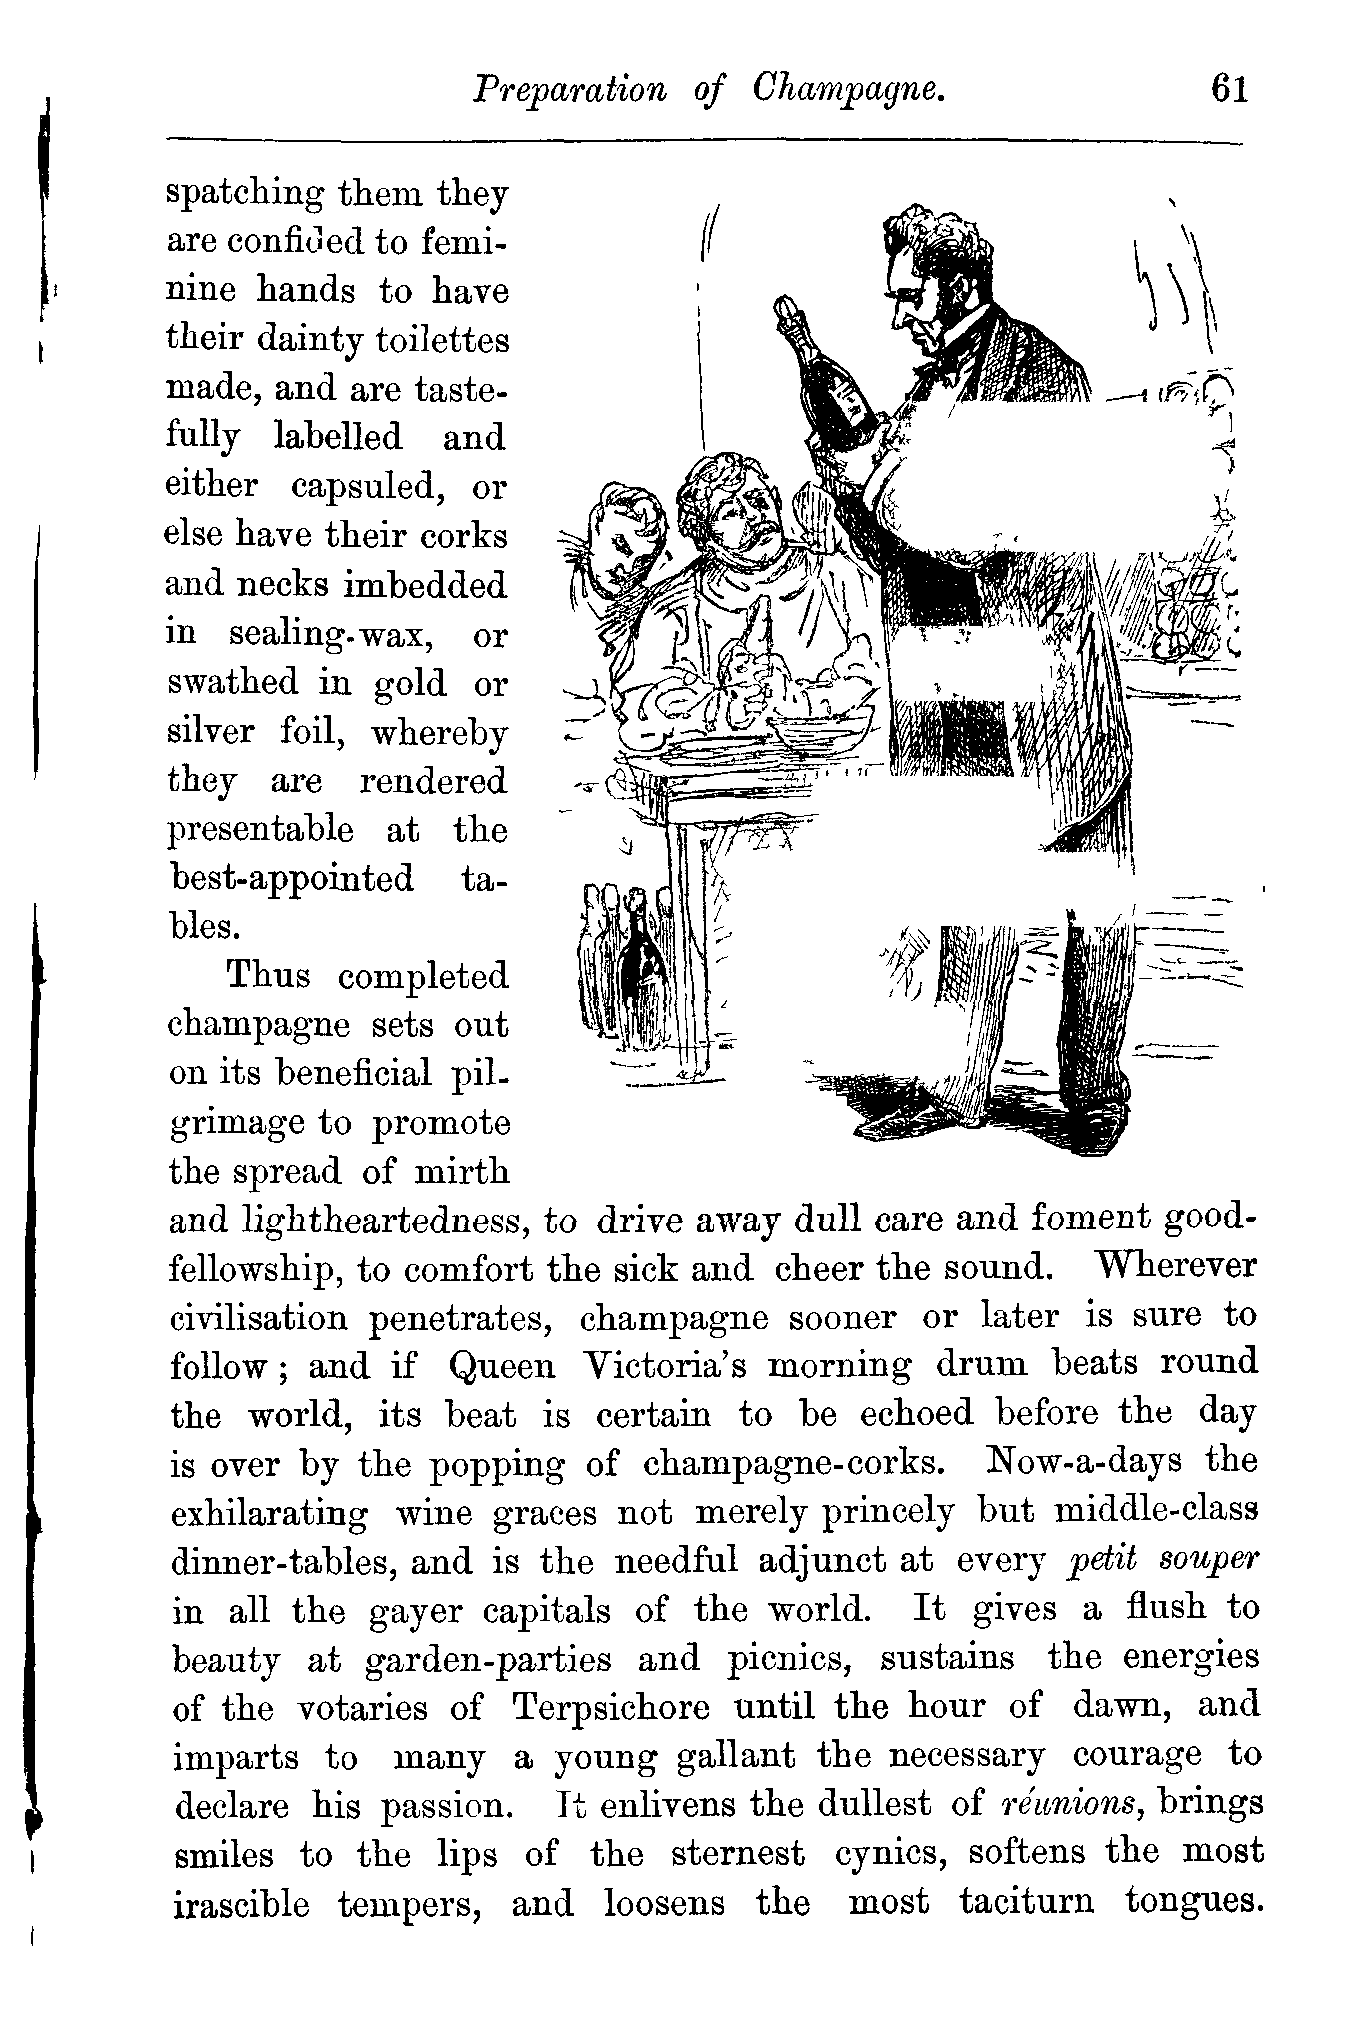 Preparation of Champagne. 61
spatching them they
are confided to femi-
nine hands to have
their dainty toilettes
made, and are taste-
fully labelled and
either capsuled, or
else have their corks
and necks imbedded
in sealing-wax, or
swathed in gold or
silver foil, whereby
they are rendered
presentable at the
best-appointed ta-
bles.
Thus completed
champagne sets out
on its beneficial pil-
grimage to promote
the spread of mirth
and lightheartedness, to drive away dull care and foment good-
fellowship, to comfort the sick and cheer the sound. Wherever
civilisation penetrates, champagne sooner or later is sure to
follow ; and if Queen Victoria's morning drum beats round
the world, its beat is certain to be echoed before the day
is over by the popping of champagne-corks. Now-a-days the
exhilarating wine graces not merely princely but middle-class
dinner-tables, and is the needful adjunct at every petit souper
in all the gayer capitals of the world. It gives a flush to
beauty at garden-parties and picnics, sustains the energies
of the votaries of Terpsichore until the hour of dawn, and
imparts to many a young gallant the necessary courage to
declare his passion. It enlivens the dullest of réunions, brings
smiles to the lips of the sternest cynics, softens the most
irascible tempers, and loosens the most taciturn tongues.